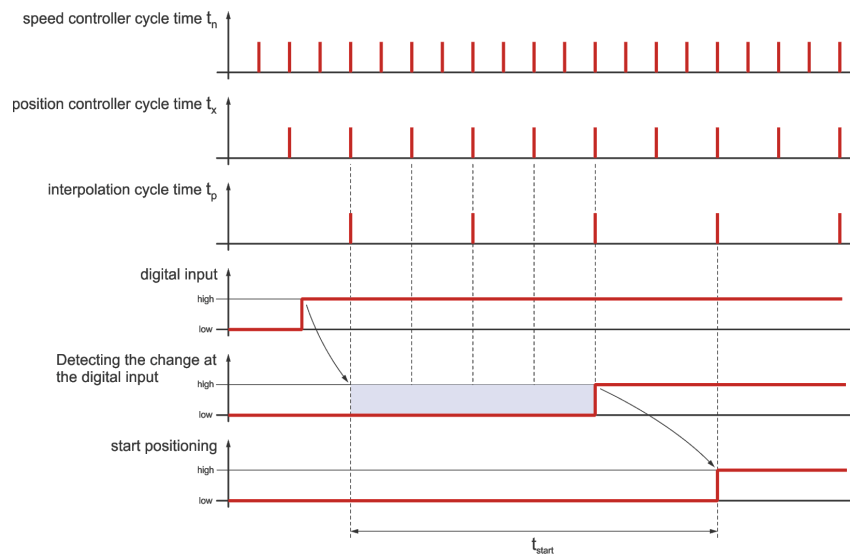 speed controller cycle time tn
position controller cycle time tx
interpolation cycle time tp
digital input
high
low
Detecting the change at
the digital input
high
low
start positioning
high
low
tstart